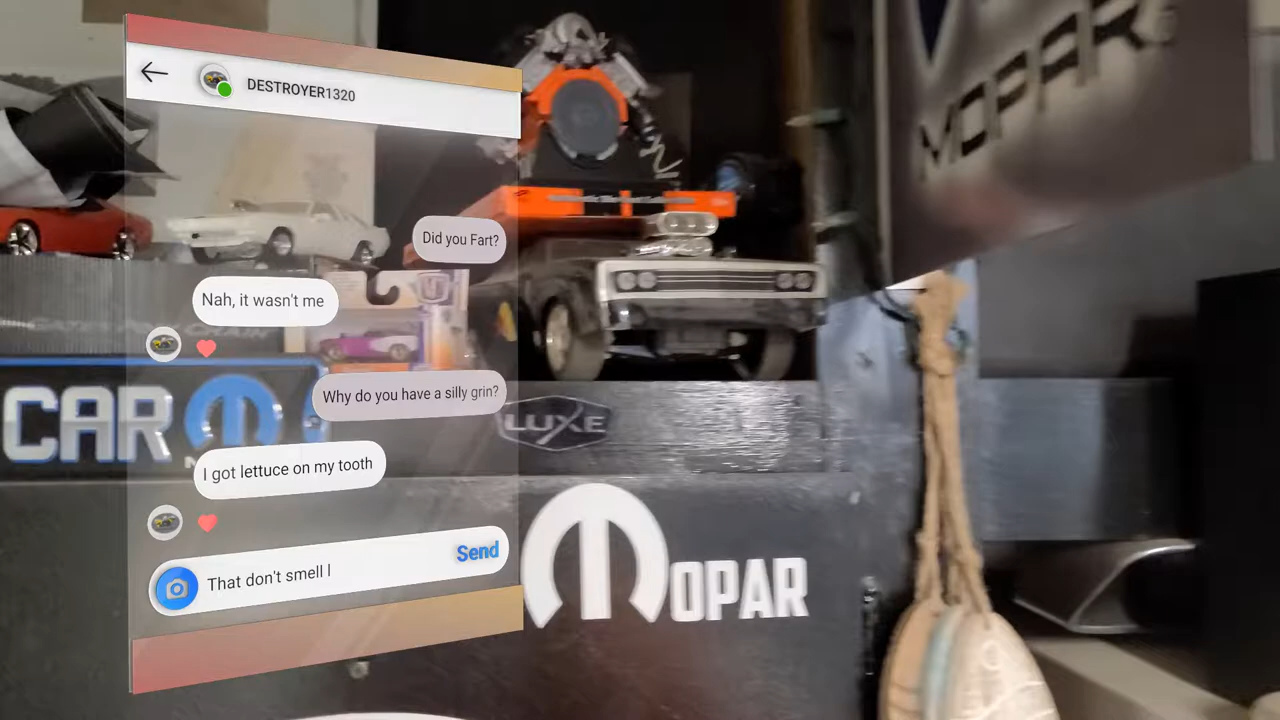 DESTROYER1320
Did you Fart?
Nah, it wasn't me
Why do you have a silly grin?
I got lettuce on my tooth
That don't smell l
Send
MOPAR
CAR
LUXE
MOPAR